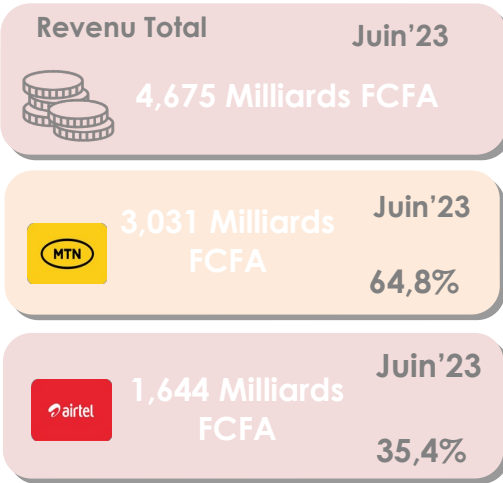 Revenu Total
Juin’23
4,675 Milliards FCFA
Juin’23
3,031 Milliards
FCFA
MTN
64,8%
Juin’23
1,644 Milliards
FCFA
airtel
35,4%